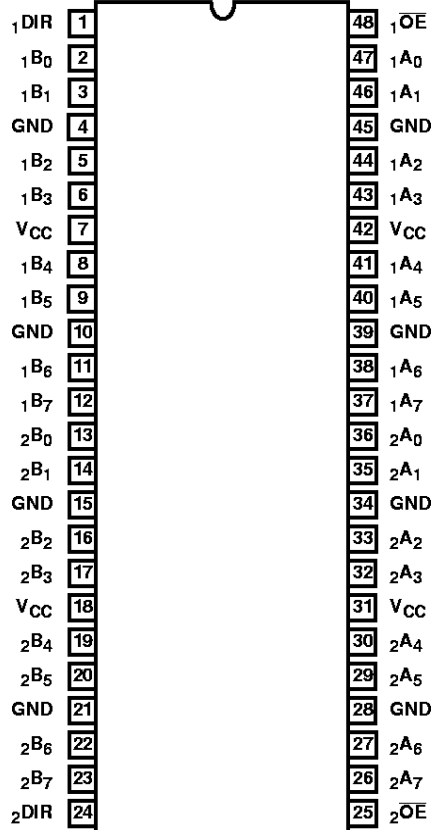 ₁DIR 1 48 ₁O̅E̅
₁B₀ 2 47 ₁A₀
₁B₁ 3 46 ₁A₁
GND 4 45 GND
₁B₂ 5 44 ₁A₂
₁B₃ 6 43 ₁A₃
VCC 7 42 VCC
₁B₄ 8 41 ₁A₄
₁B₅ 9 40 ₁A₅
GND 10 39 GND
₁B₆ 11 38 ₁A₆
₁B₇ 12 37 ₁A₇
₂B₀ 13 36 ₂A₀
₂B₁ 14 35 ₂A₁
GND 15 34 GND
₂B₂ 16 33 ₂A₂
₂B₃ 17 32 ₂A₃
VCC 18 31 VCC
₂B₄ 19 30 ₂A₄
₂B₅ 20 29 ₂A₅
GND 21 28 GND
₂B₆ 22 27 ₂A₆
₂B₇ 23 26 ₂A₇
₂DIR 24 25 ₂O̅E̅